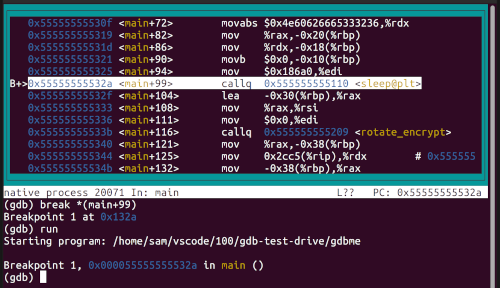 0x55555555530f <main+72> movabs $0x4e60626665333236,%rdx
0x555555555319 <main+82> mov %rax,-0x20(%rbp)
0x55555555531d <main+86> mov %rdx,-0x18(%rbp)
0x555555555321 <main+90> movb $0x0,-0x10(%rbp)
0x555555555325 <main+94> mov $0x186a0,%edi
B+>0x55555555532a <main+99> callq 0x555555555110 <sleep@plt>
0x55555555532f <main+104> lea -0x30(%rbp),%rax
0x555555555333 <main+108> mov %rax,%rsi
0x555555555336 <main+111> mov $0x0,%edi
0x55555555533b <main+116> callq 0x555555555209 <rotate_encrypt>
0x555555555340 <main+121> mov %rax,-0x38(%rbp)
0x555555555344 <main+125> mov 0x2cc5(%rip),%rdx # 0x555555
0x55555555534b <main+132> mov -0x38(%rbp),%rax
native process 20071 In: main L?? PC: 0x55555555532a
(gdb) break *(main+99)
Breakpoint 1 at 0x132a
(gdb) run
Starting program: /home/sam/vscode/100/gdb-test-drive/gdbme
Breakpoint 1, 0x000055555555532a in main ()
(gdb)